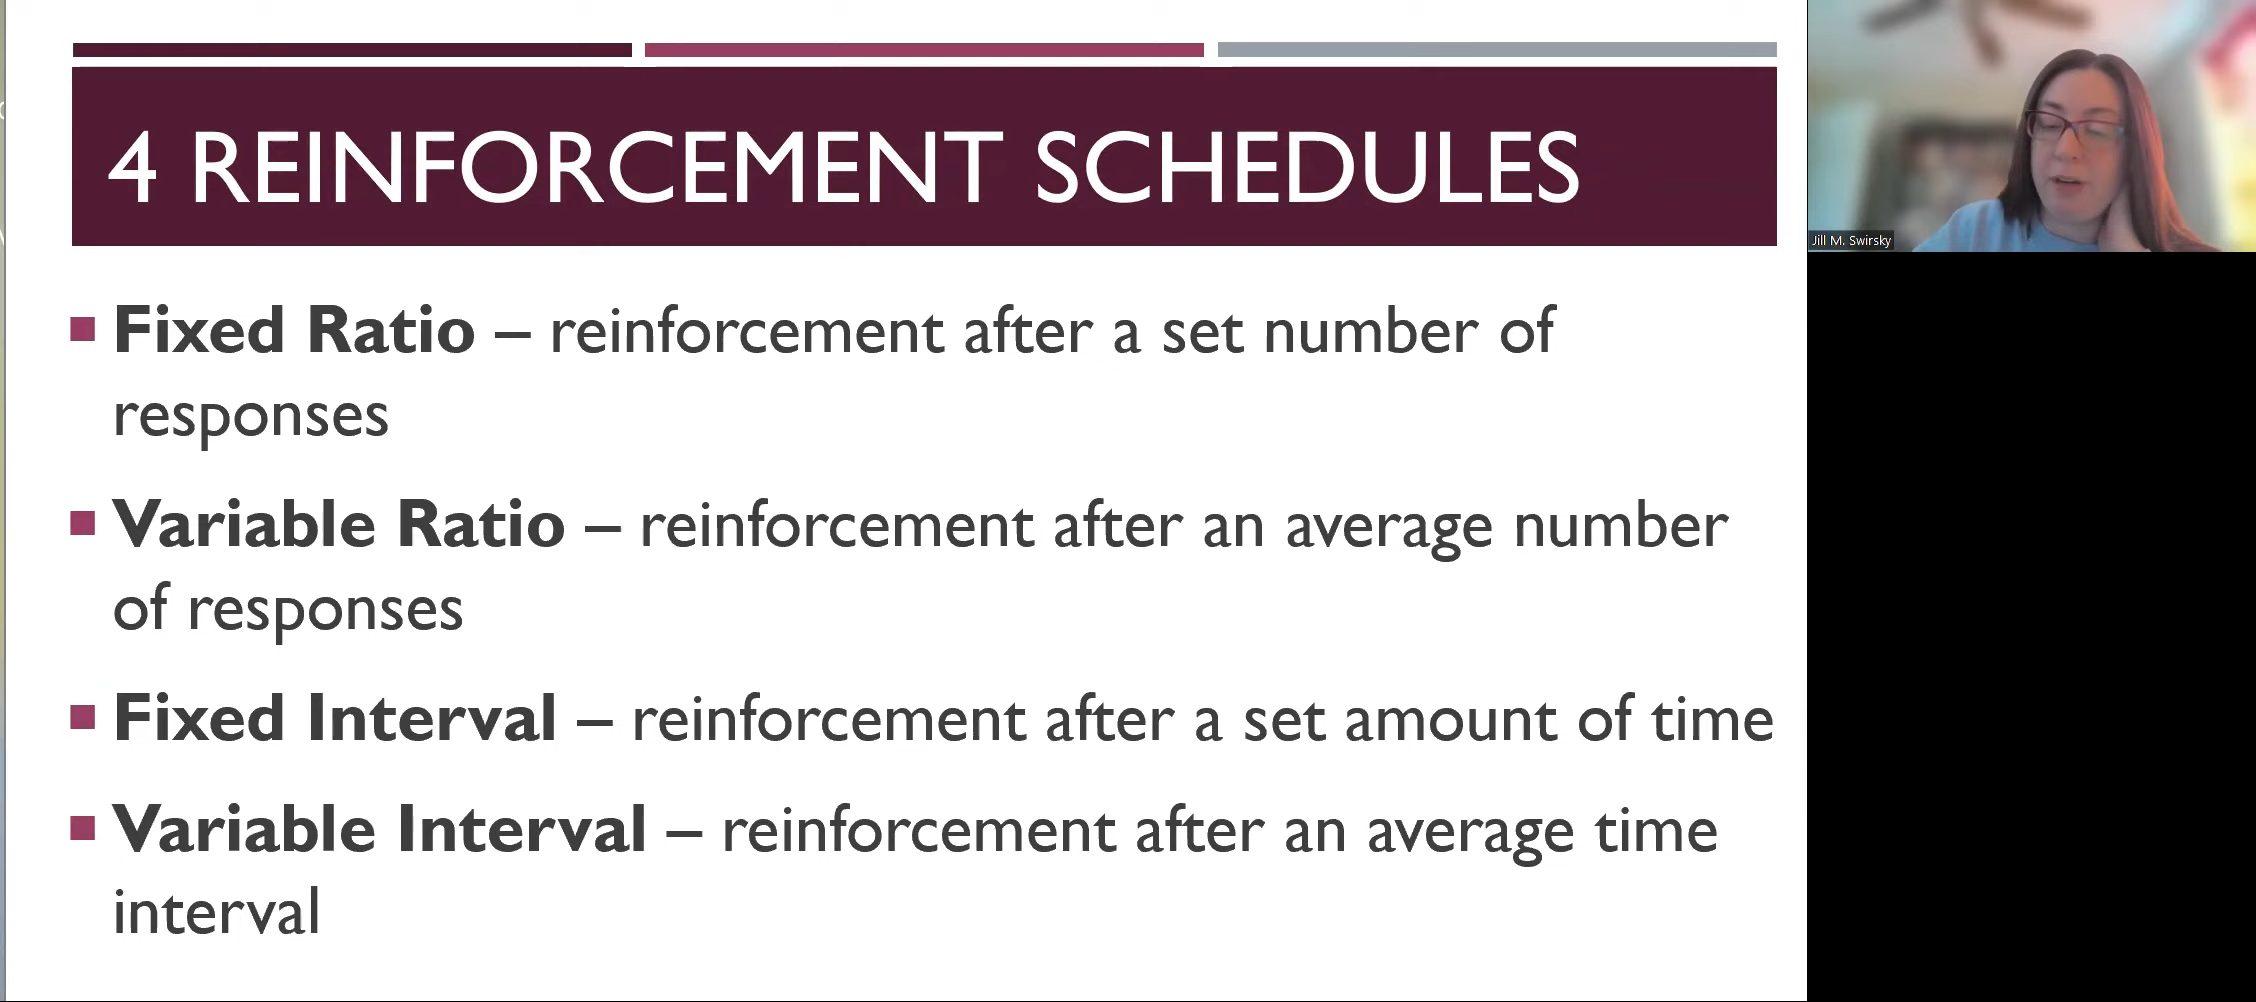 4 REINFORCEMENT SCHEDULES
Fixed Ratio – reinforcement after a set number of
responses
Variable Ratio – reinforcement after an average number
of responses
Fixed Interval – reinforcement after a set amount of time
Variable Interval – reinforcement after an average time
interval
Jill M. Swirsky